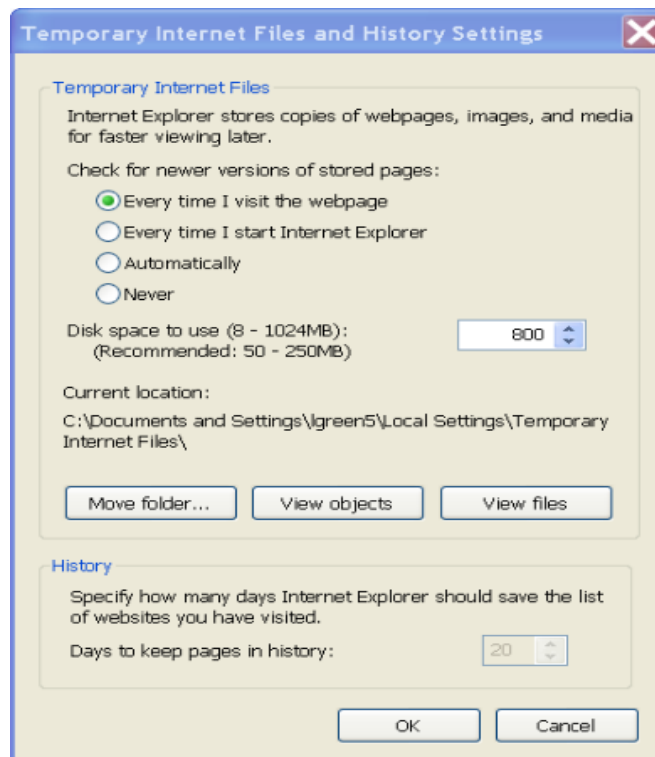 Temporary Internet Files and History Settings
Temporary Internet Files
Internet Explorer stores copies of webpages, images, and media
for faster viewing later.
Check for newer versions of stored pages:
Every time I visit the webpage
Every time I start Internet Explorer
Automatically
Never
Disk space to use (8 - 1024MB): 800
(Recommended: 50 - 250MB)
Current location:
C:\Documents and Settings\lgreen5\Local Settings\Temporary
Internet Files\
Move folder... View objects View files
History
Specify how many days Internet Explorer should save the list
of websites you have visited.
Days to keep pages in history: 20
OK Cancel